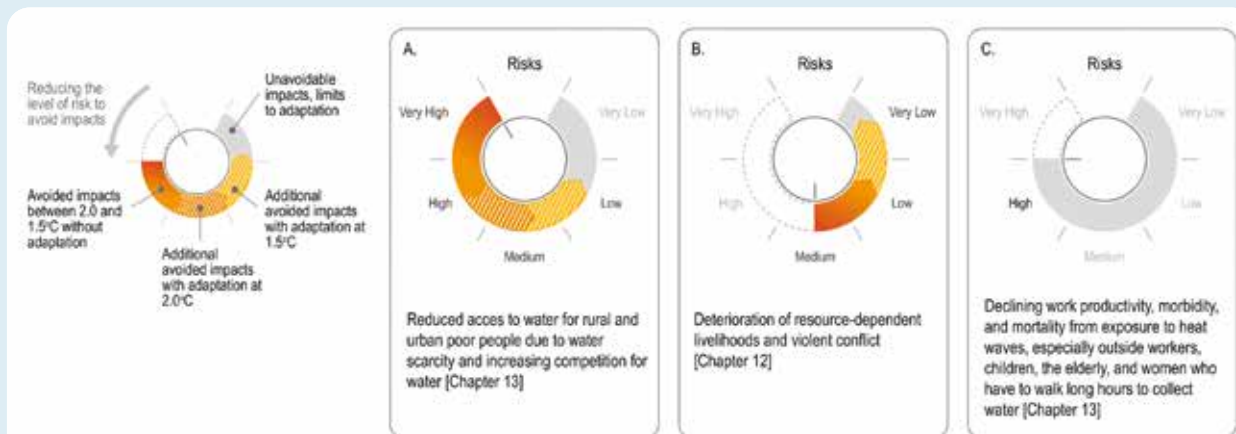 Reducing the
level of risk to
avoid impacts
Unavoidable
impacts, limits
to adaptation
Avoided impacts
between 2.0 and
1.5°C without
adaptation
Additional
avoided impacts
with adaptation at
2.0°C
Additional
avoided impacts
with adaptation at
1.5°C
A.
Risks
Very High
Very Low
High
Low
Medium
Reduced acces to water for rural and
urban poor people due to water
scarcity and increasing competition for
water [Chapter 13]
B.
Risks
Very High
Very Low
High
Low
Medium
Deterioration of resource-dependent
livelihoods and violent conflict
[Chapter 12]
C.
Risks
Very High
Very Low
High
Low
Medium
Declining work productivity, morbidity,
and mortality from exposure to heat
waves, especially outside workers,
children, the elderly, and women who
have to walk long hours to collect
water [Chapter 13]